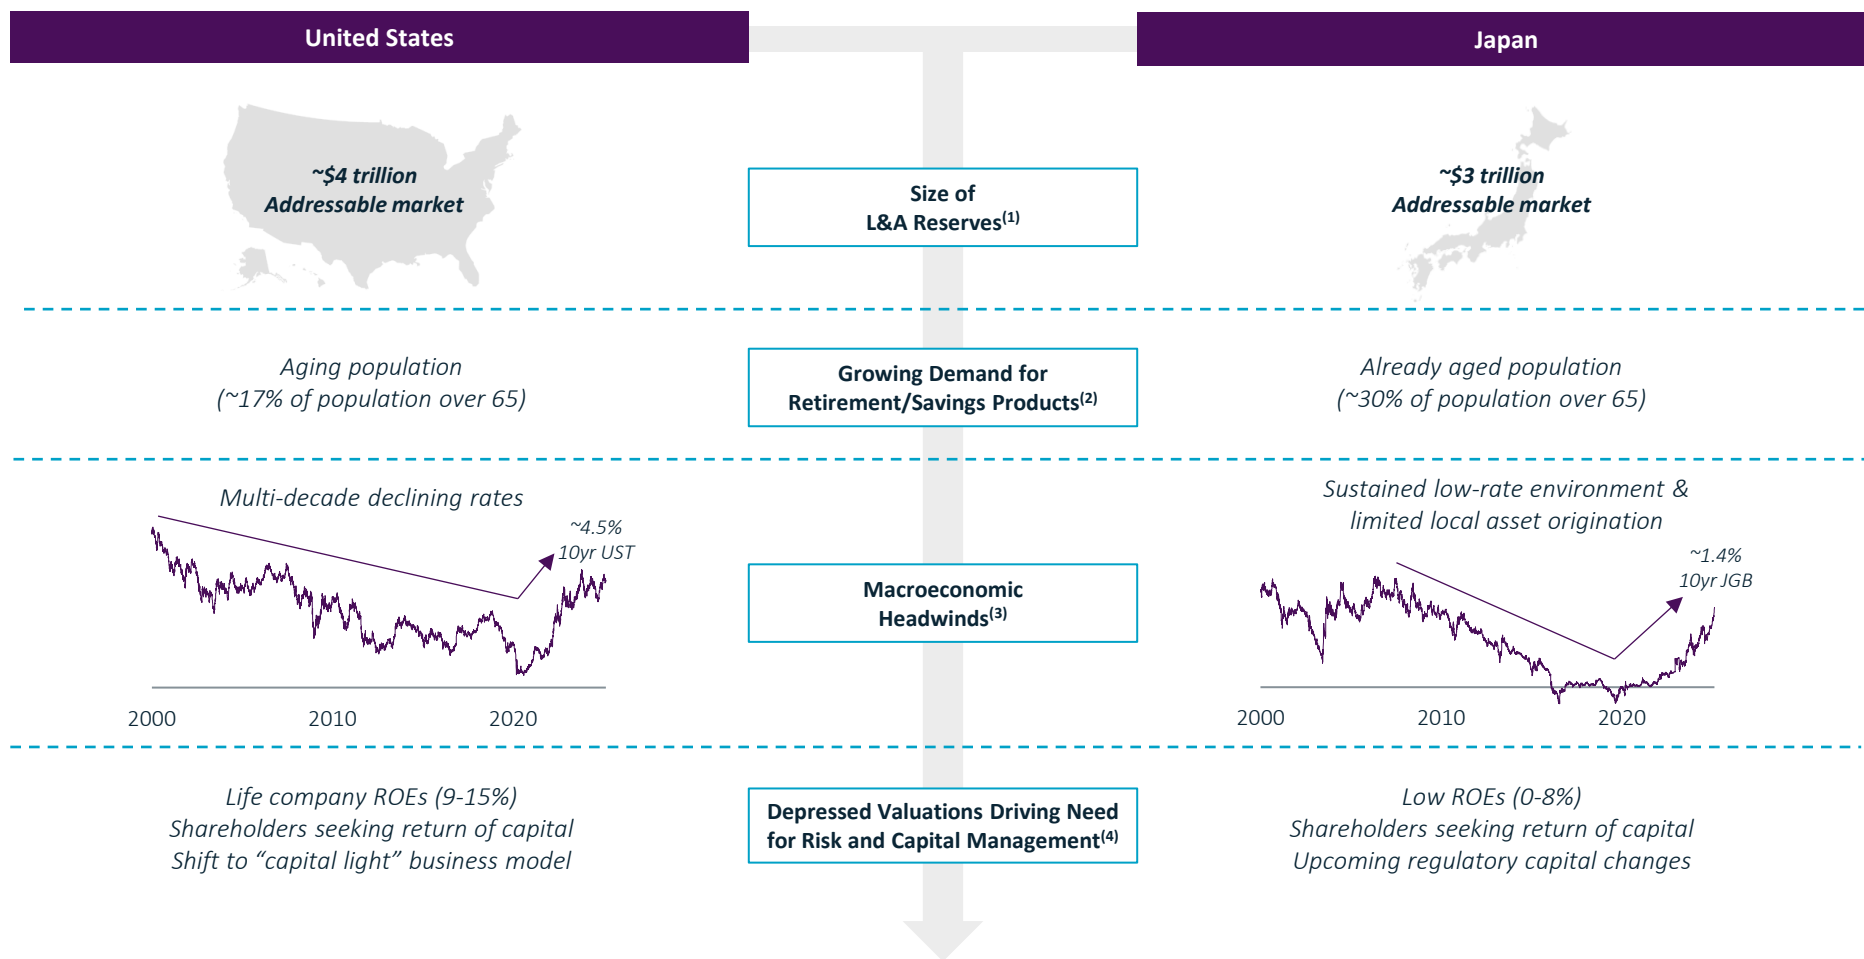 United States
Japan
~$4 trillion
Addressable market
Size of
L&A Reserves(1)
~$3 trillion
Addressable market
Aging population
(~17% of population over 65)
Growing Demand for
Retirement/Savings Products(2)
Already aged population
(~30% of population over 65)
Multi-decade declining rates
~4.5%
10yr UST
2000 2010 2020
Macroeconomic
Headwinds(3)
Sustained low-rate environment &
limited local asset origination
~1.4%
10yr JGB
2000 2010 2020
Life company ROEs (9-15%)
Shareholders seeking return of capital
Shift to “capital light” business model
Depressed Valuations Driving Need
for Risk and Capital Management(4)
Low ROEs (0-8%)
Shareholders seeking return of capital
Upcoming regulatory capital changes